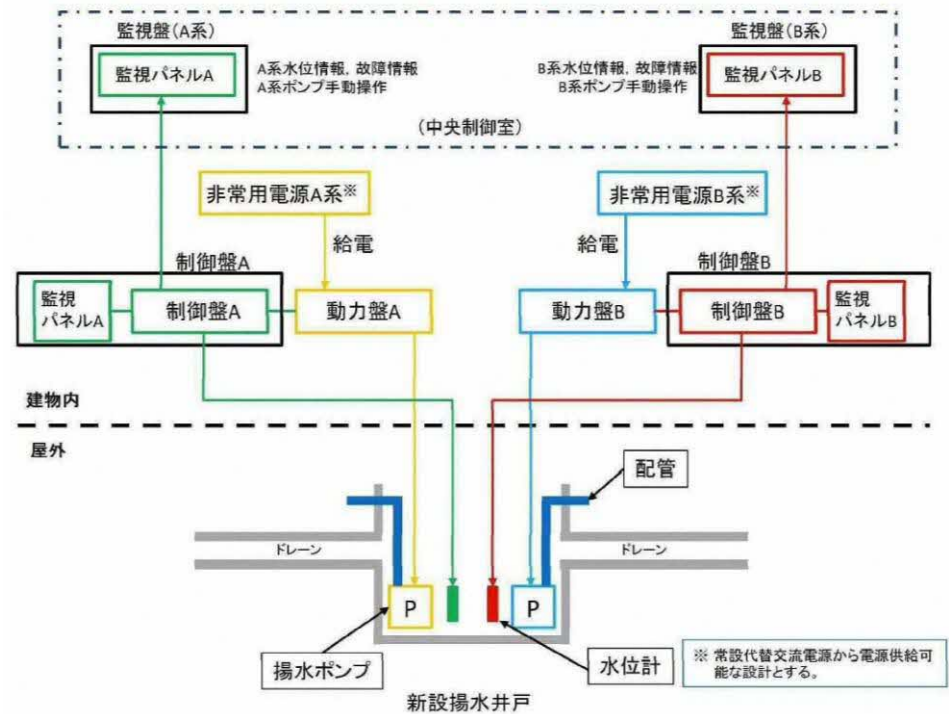 監視盤(A系)
監視盤(B系)
監視パネルA
A系水位情報, 故障情報
A系ポンプ手動操作
B系水位情報, 故障情報
B系ポンプ手動操作
監視パネルB
(中央制御室)
非常用電源A系※
非常用電源B系※
給電
給電
制御盤A
制御盤B
監視
パネルA
制御盤A
動力盤A
動力盤B
制御盤B
監視
パネルB
建物内
屋外
配管
ドレーン
ドレーン
P
P
揚水ポンプ
水位計
※ 常設代替交流電源から電源供給可
能な設計とする。
新設揚水井戸